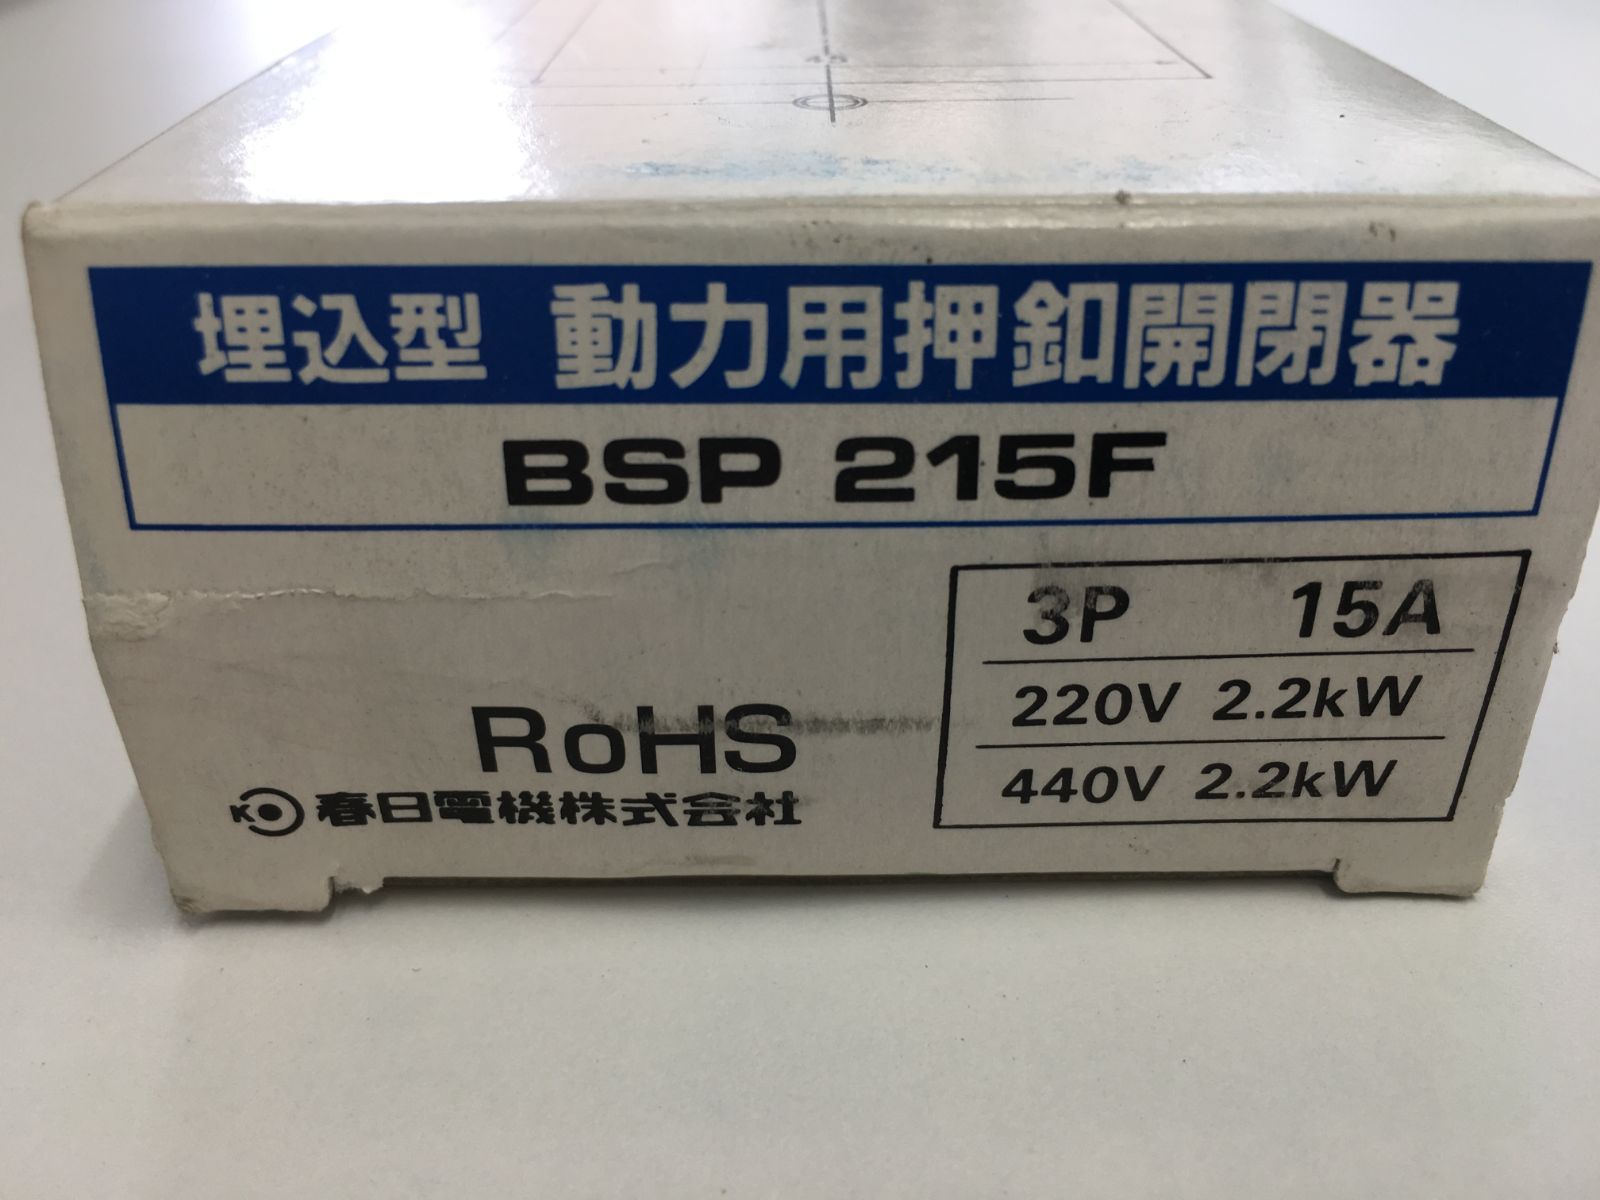 45
埋込型 動力用押釦開閉器
BSP 215F
3P 15A
220V 2.2kW
440V 2.2kW
RoHS
K 春日電機株式会社